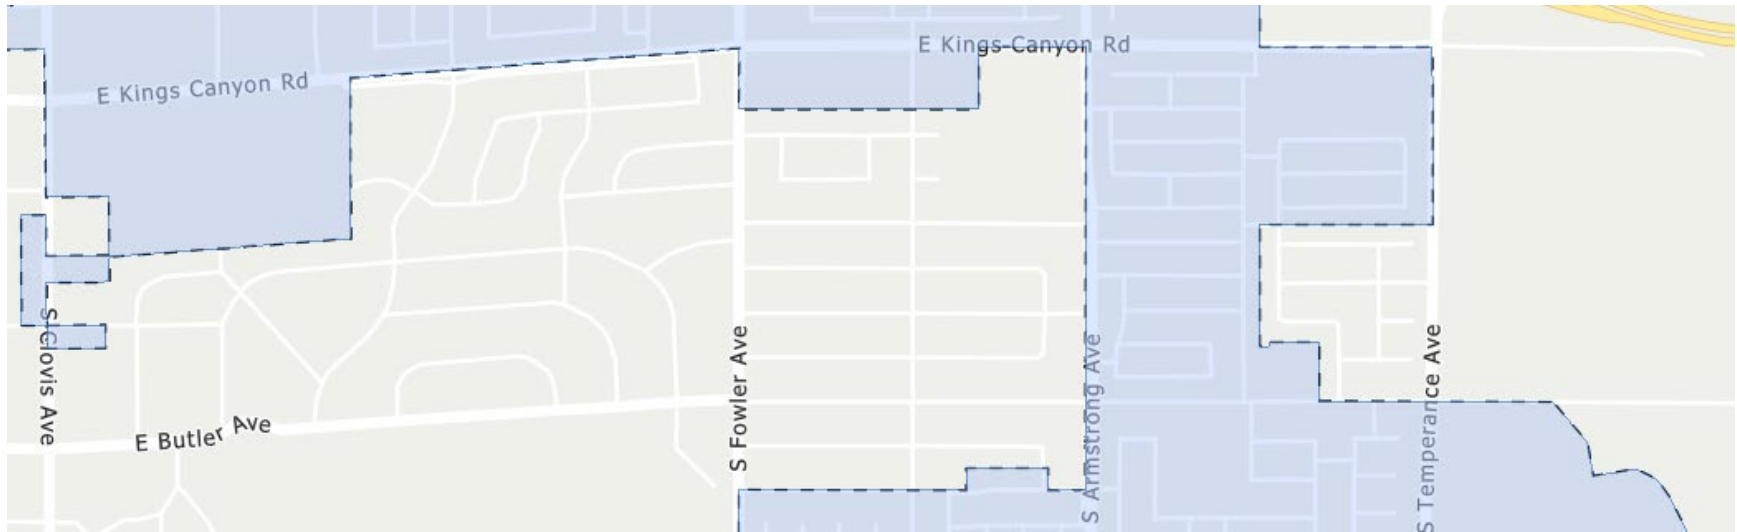 E Kings Canyon Rd
E Kings Canyon Rd
S Clovis Ave
E Butler Ave
S Fowler Ave
S Armstrong Ave
S Temperance Ave